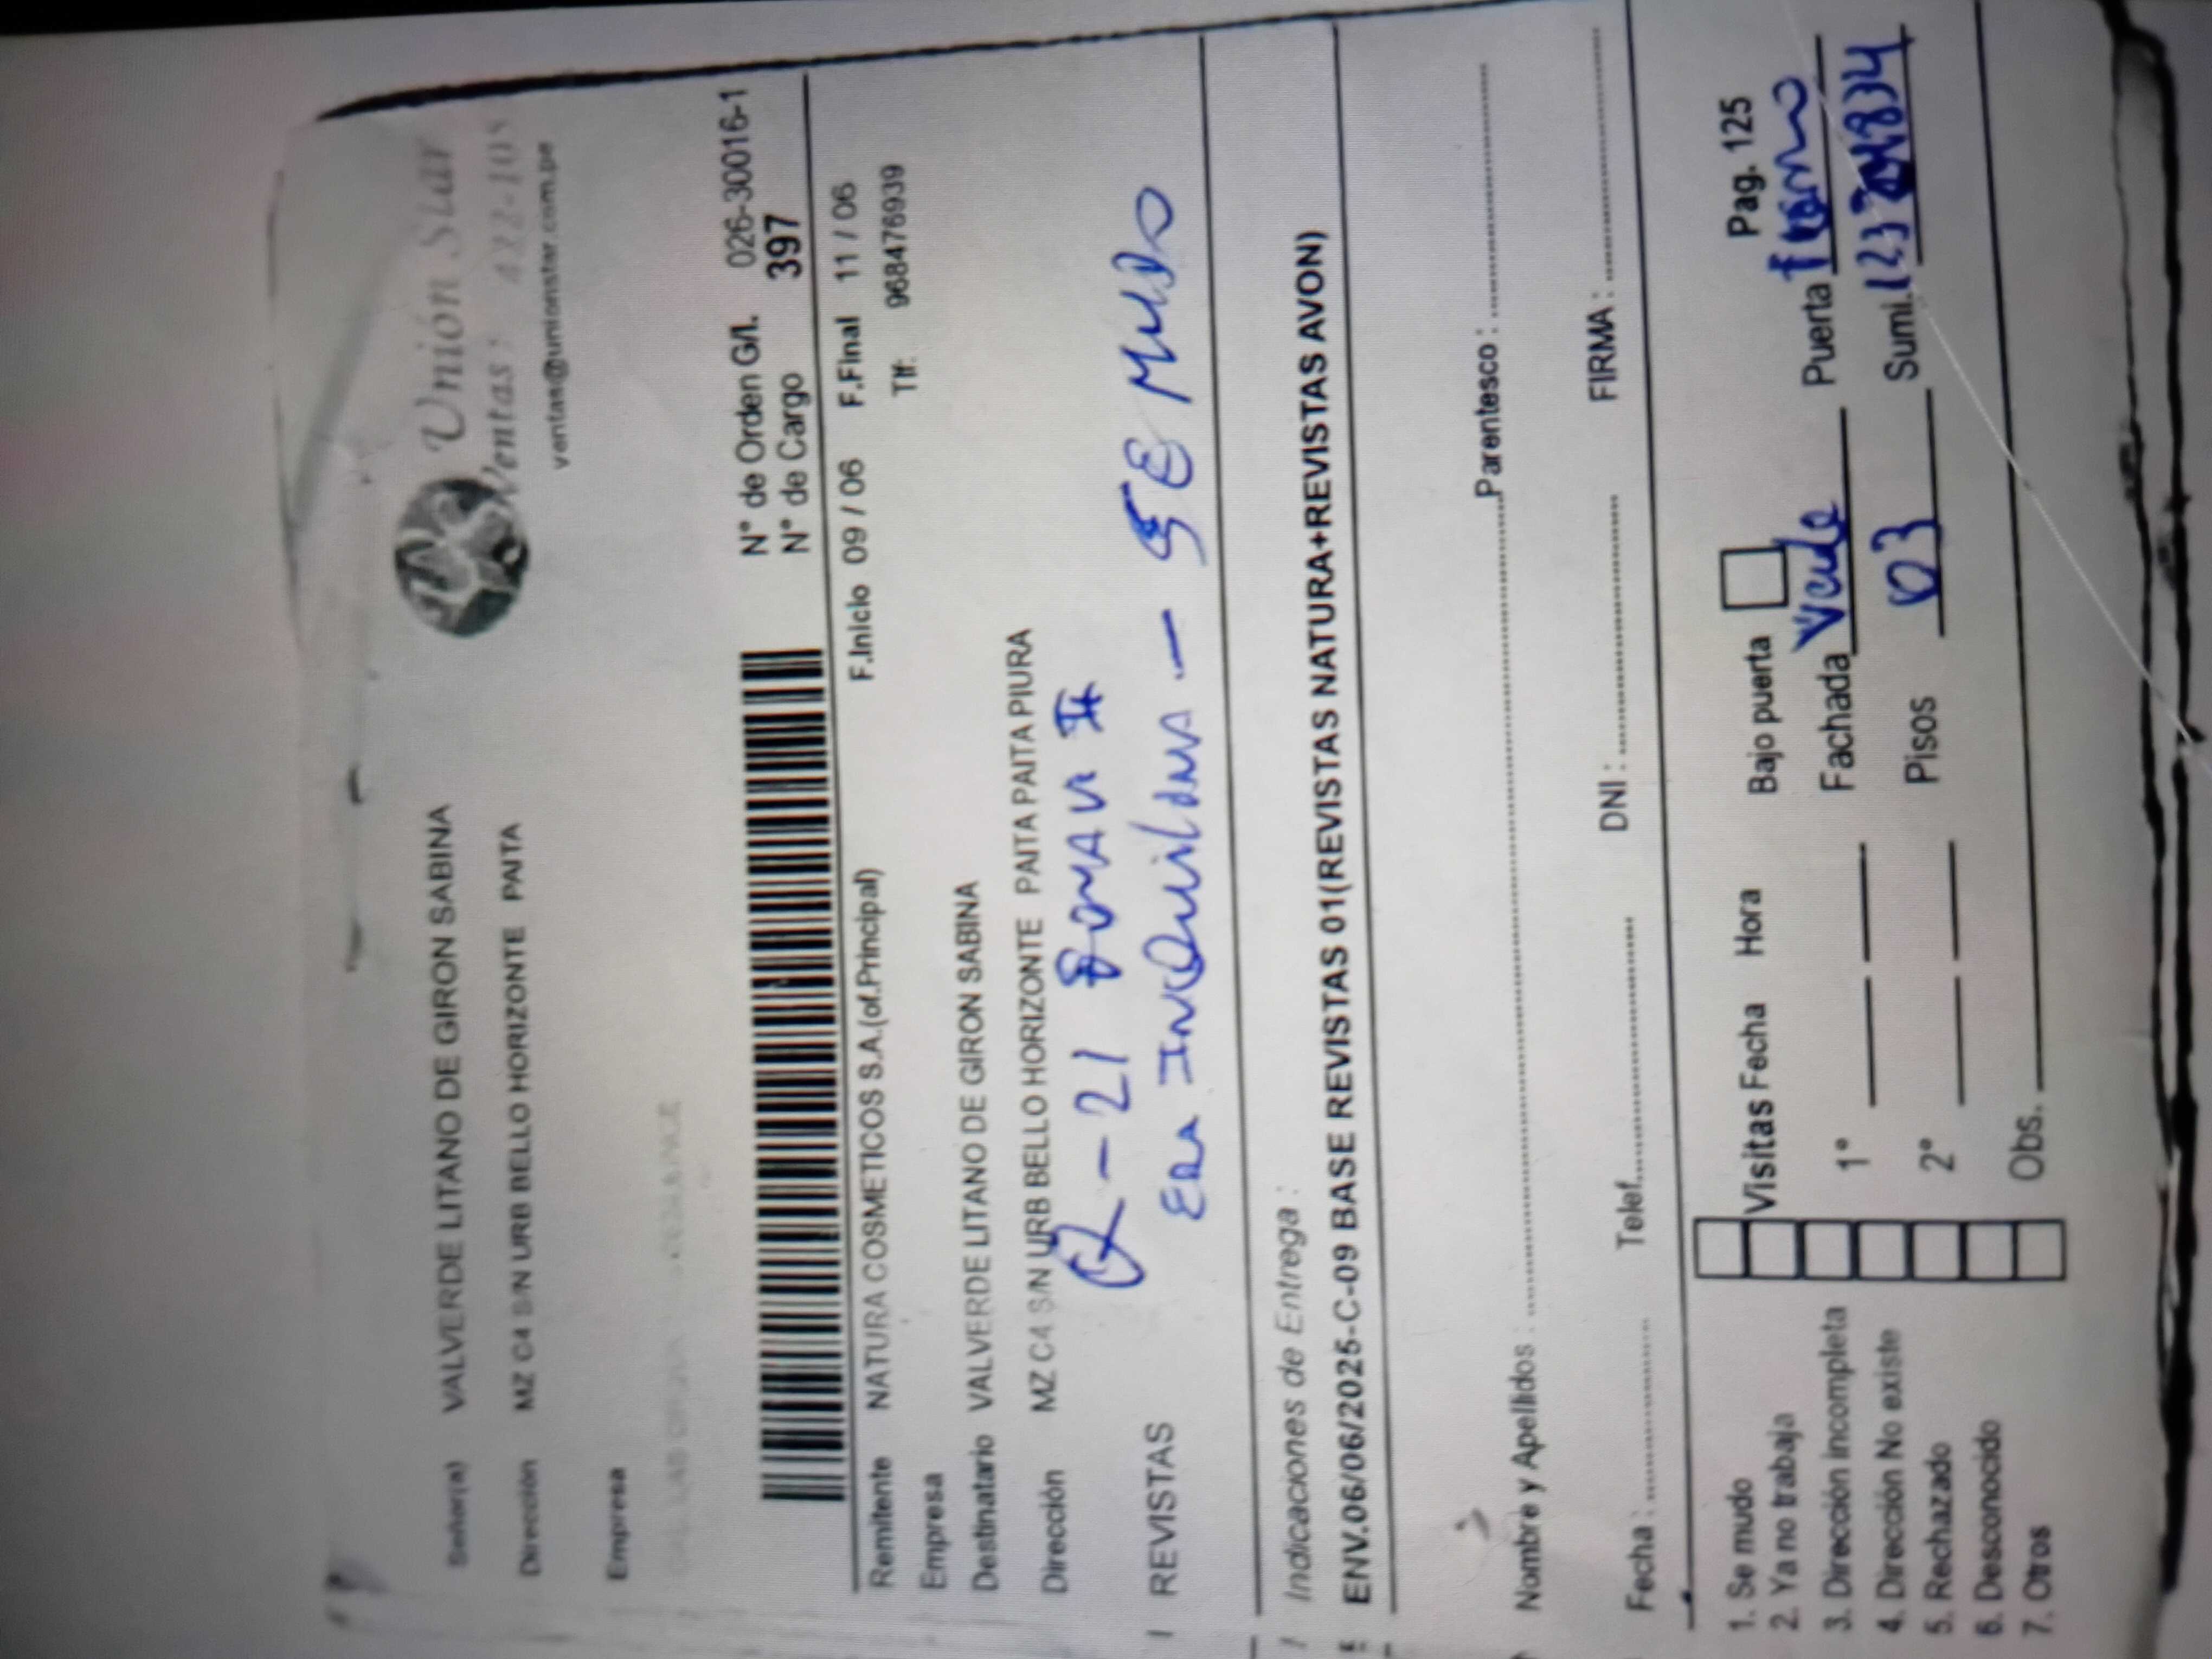 Unión Star
Ventas: 422-105
ventas@unionstar.com.pe
Señor(a) VALVERDE LITANO DE GIRON SABINA
Dirección MZ C4 S/N URB BELLO HORIZONTE PAITA
Empresa
N° de Orden G/I. 026-30016-1
N° de Cargo 397
F.Inicio 09 / 06 F.Final 11 / 06
Remitente NATURA COSMETICOS S.A.(of.Principal)
Tlf: 968476939
Empresa
Destinatario VALVERDE LITANO DE GIRON SABINA
Dirección MZ C4 S/N URB BELLO HORIZONTE PAITA PAITA PIURA
Q-21
REVISTAS
ERA INQuilina - SE MUDO
Indicaciones de Entrega :
ENV.06/06/2025-C-09 BASE REVISTAS 01(REVISTAS NATURA+REVISTAS AVON)
Nombre y Apellidos : Parentesco :
Fecha : Telef. DNI : FIRMA :
1. Se mudo
2. Ya no trabaja
3. Dirección incompleta
4. Dirección No existe
5. Rechazado
6. Desconocido
7. Otros
Visitas Fecha Hora Bajo puerta Pag. 125
1° Fachada Verde Puerta
2° Pisos 03 Sumi.
Obs.